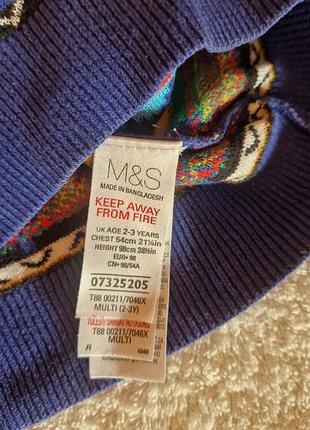 M&S
MADE IN BANGLADESH
KEEP AWAY
FROM FIRE
UK AGE 2-3 YEARS
CHEST 54cm 21¼in
HEIGHT 98cm 38½in
EUR• 98
CN• 98/54A
07325205
T88 00211/7046X
MULTI (2-3Y)
T88 00211/7046X
MULTI
R